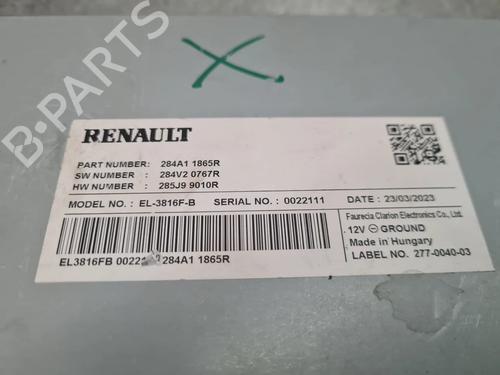 RENAULT
PART NUMBER: 284A1 1865R
SW NUMBER : 284V2 0767R
HW NUMBER : 285J9 9010R
MODEL NO. : EL-3816F-B SERIAL NO. : 0022111 DATE : 23/03/2023
Faurecia Clarion Electronics Co., Ltd.
12V ⊖ GROUND
Made in Hungary
LABEL NO. 277-0040-03
EL3816FB 0022 284A1 1865R
B-PARTS